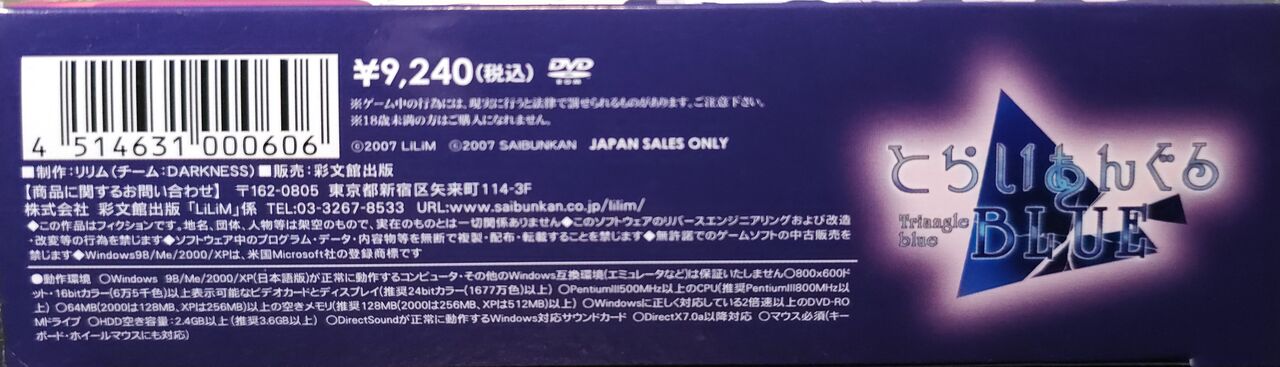 4 514631 000606
¥9,240(税込) DVD ROM
※ゲーム中の行為には、現実に行うと法律で罰せられるものがあります。ご注意下さい。
※18歳未満の方はご購入になれません。
Ⓒ2007 LiLiM Ⓒ2007 SAIBUNKAN JAPAN SALES ONLY
■制作:リリム(チーム:DARKNESS)■販売:彩文館出版
【商品に関するお問い合わせ】 〒162-0805 東京都新宿区矢来町114-3F
株式会社 彩文館出版「LiLiM」係 TEL:03-3267-8533 URL:www.saibunkan.co.jp/lilim/
◆この作品はフィクションです。地名、団体、人物等は架空のもので、実在のものとは一切関係ありません◆このソフトウェアのリバースエンジニアリングおよび改造
・改変等の行為を禁じます◆ソフトウェア中のプログラム・データ・内容物等を無断で複製・配布・転載することを禁じます◆無許諾でのゲームソフトの中古販売を
禁じます◆Windows98/Me/2000/XPは、米国Microsoft社の登録商標です
●動作環境 〇Windows 98/Me/2000/XP(日本語版)が正常に動作するコンピュータ・その他のWindows互換環境(エミュレータなど)は保証いたしません〇800x600ド
ット・16bitカラー(6万5千色)以上表示可能なビデオカードとディスプレイ(推奨24bitカラー(1677万色)以上) 〇PentiumIII500MHz以上のCPU(推奨PentiumIII800MHz以
上) 〇64MB(2000は128MB、XPは256MB)以上の空きメモリ(推奨128MB(2000は256MB、XPは512MB)以上) 〇Windowsに正しく対応している2倍速以上のDVD-RO
Mドライブ 〇HDD空き容量:2.4GB以上(推奨3.6GB以上) 〇DirectSoundが正常に動作するWindows対応サウンドカード 〇DirectX7.0a以降対応 〇マウス必須(キー
ボード・ホイールマウスにも対応)
とらいあんぐる
Triangle
blue
BLUE